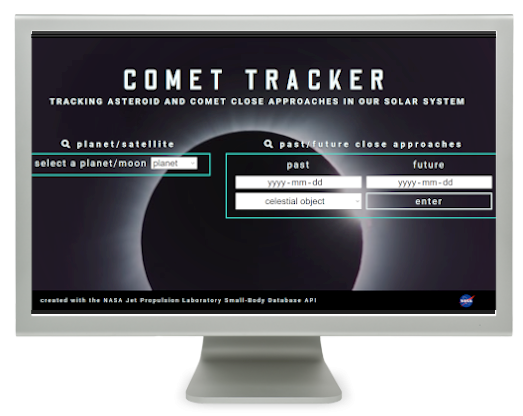 COMET TRACKER
TRACKING ASTEROID AND COMET CLOSE APPROACHES IN OUR SOLAR SYSTEM
planet/satellite
select a planet/moon planet
past/future close approaches
past future
yyyy-mm-dd yyyy-mm-dd
celestial object enter
created with the NASA Jet Propulsion Laboratory Small-Body Database API
NASA